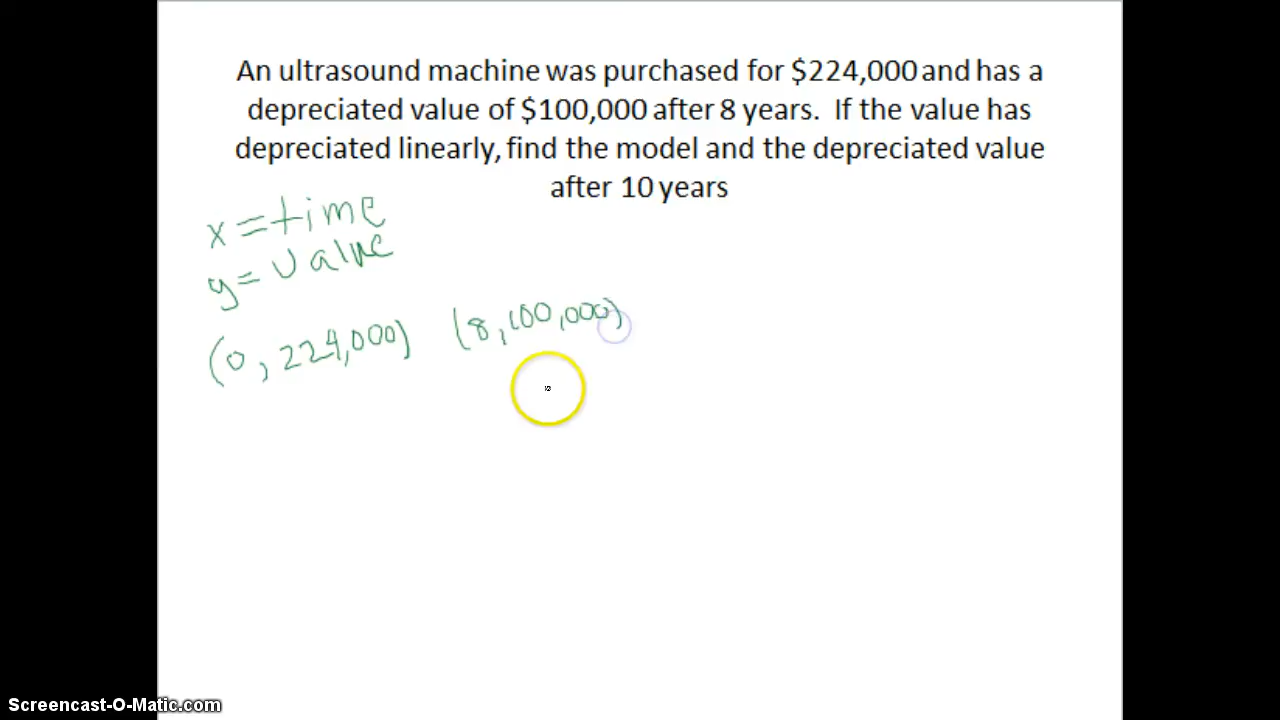 An ultrasound machine was purchased for $224,000 and has a
depreciated value of $100,000 after 8 years.  If the value has
depreciated linearly, find the model and the depreciated value
after 10 years
x = time
y = value
(0, 224,000) (8,100,000)
Screencast-O-Matic.com